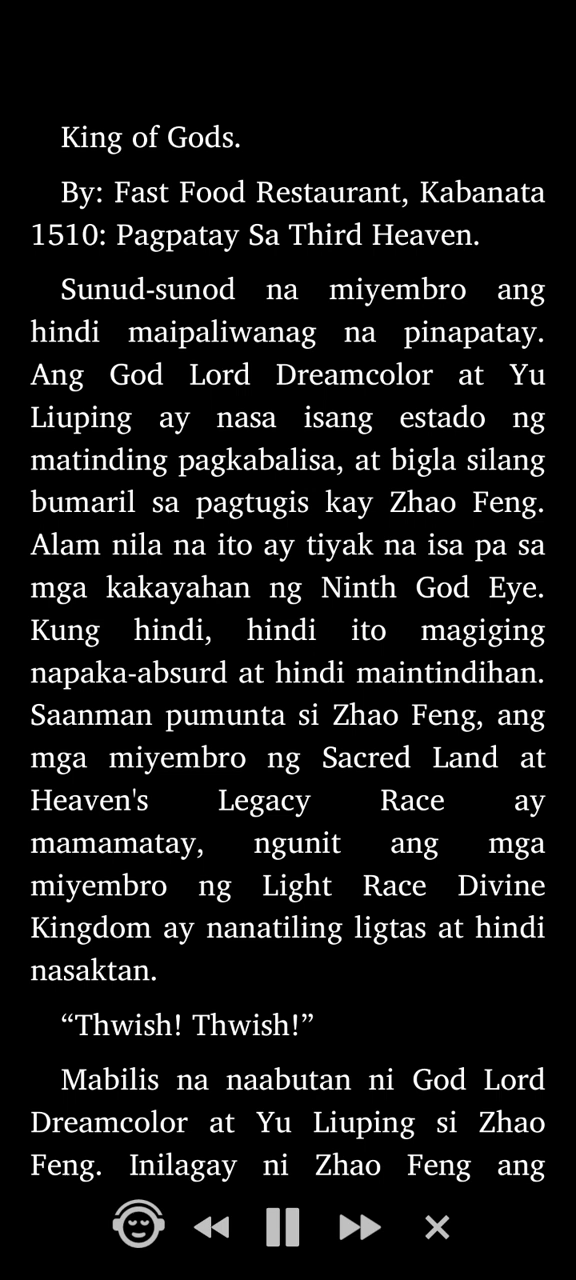 King of Gods.
By: Fast Food Restaurant, Kabanata
1510: Pagpatay Sa Third Heaven.
Sunud-sunod na miyembro ang
hindi maipaliwanag na pinapatay.
Ang God Lord Dreamcolor at Yu
Liuping ay nasa isang estado ng
matinding pagkabalisa, at bigla silang
bumaril sa pagtugis kay Zhao Feng.
Alam nila na ito ay tiyak na isa pa sa
mga kakayahan ng Ninth God Eye.
Kung hindi, hindi ito magiging
napaka-absurd at hindi maintindihan.
Saanman pumunta si Zhao Feng, ang
mga miyembro ng Sacred Land at
Heaven's Legacy Race ay
mamamatay, ngunit ang mga
miyembro ng Light Race Divine
Kingdom ay nanatiling ligtas at hindi
nasaktan.
“Thwish! Thwish!”
Mabilis na naabutan ni God Lord
Dreamcolor at Yu Liuping si Zhao
Feng. Inilagay ni Zhao Feng ang